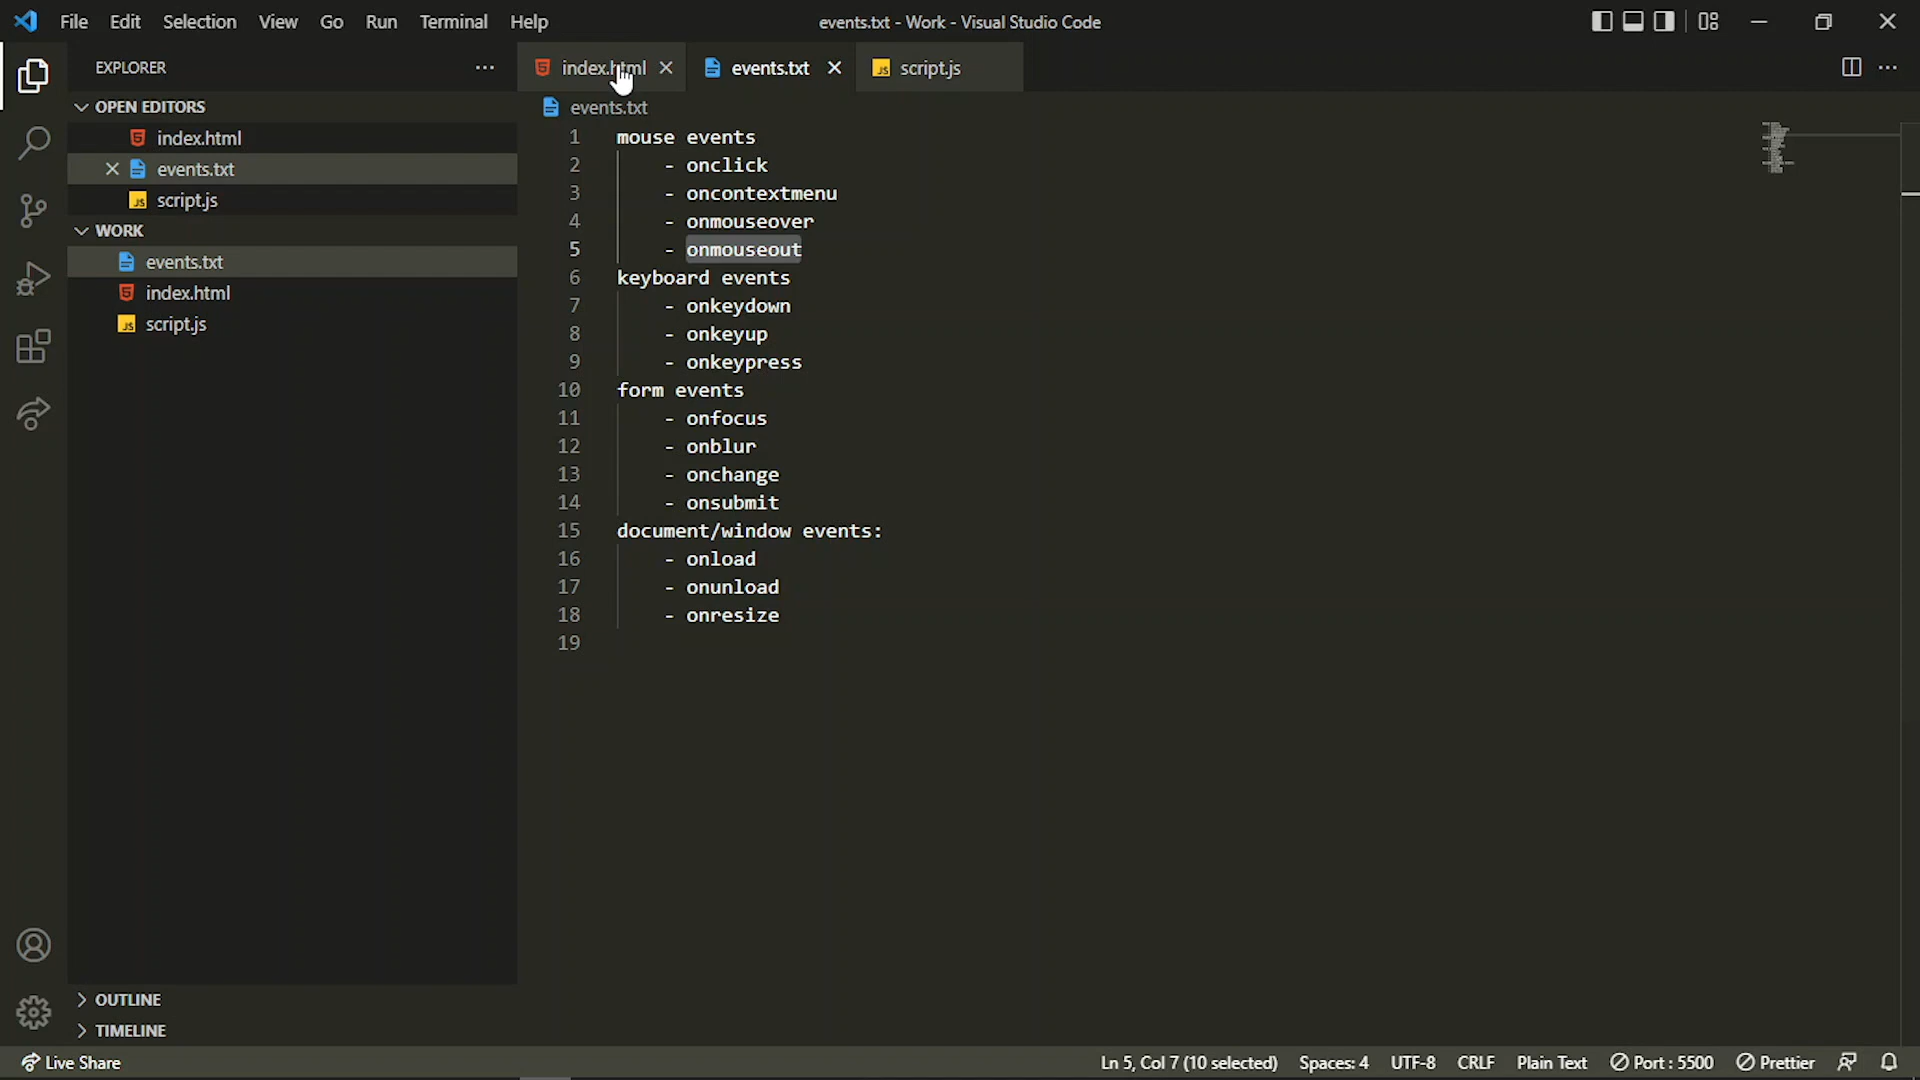 File Edit Selection View Go Run Terminal Help
events.txt - Work - Visual Studio Code
EXPLORER
index.html
events.txt
script.js
OPEN EDITORS
index.html
events.txt
script.js
WORK
events.txt
index.html
script.js
OUTLINE
TIMELINE
events.txt
1 mouse events
2 - onclick
3 - oncontextmenu
4 - onmouseover
5 - onmouseout
6 keyboard events
7 - onkeydown
8 - onkeyup
9 - onkeypress
10 form events
11 - onfocus
12 - onblur
13 - onchange
14 - onsubmit
15 document/window events:
16 - onload
17 - onunload
18 - onresize
19
Live Share
Ln 5, Col 7 (10 selected) Spaces: 4 UTF-8 CRLF Plain Text Port : 5500 Prettier